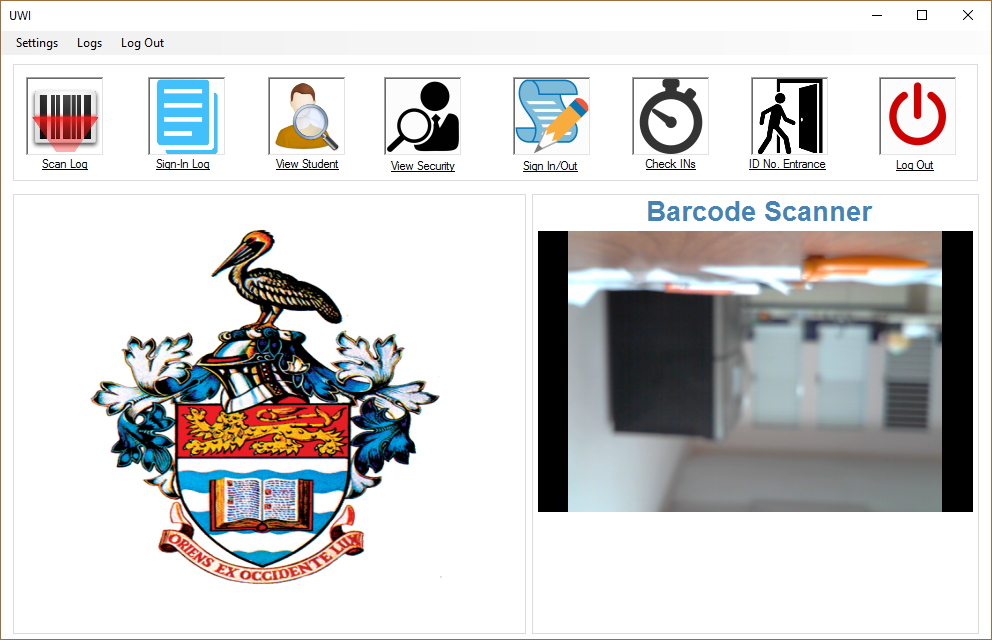 UWI
Settings Logs Log Out
Scan Log Sign-In Log View Student View Security Sign In/Out Check INs ID No. Entrance Log Out
Barcode Scanner
ORIENS EX OCCIDENTE LUX